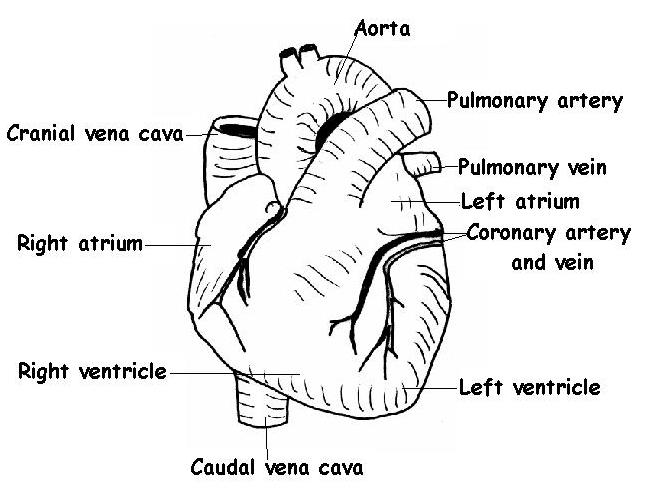 Aorta
Pulmonary artery
Cranial vena cava
Pulmonary vein
Left atrium
Coronary artery
and vein
Right atrium
Right ventricle
Left ventricle
Caudal vena cava